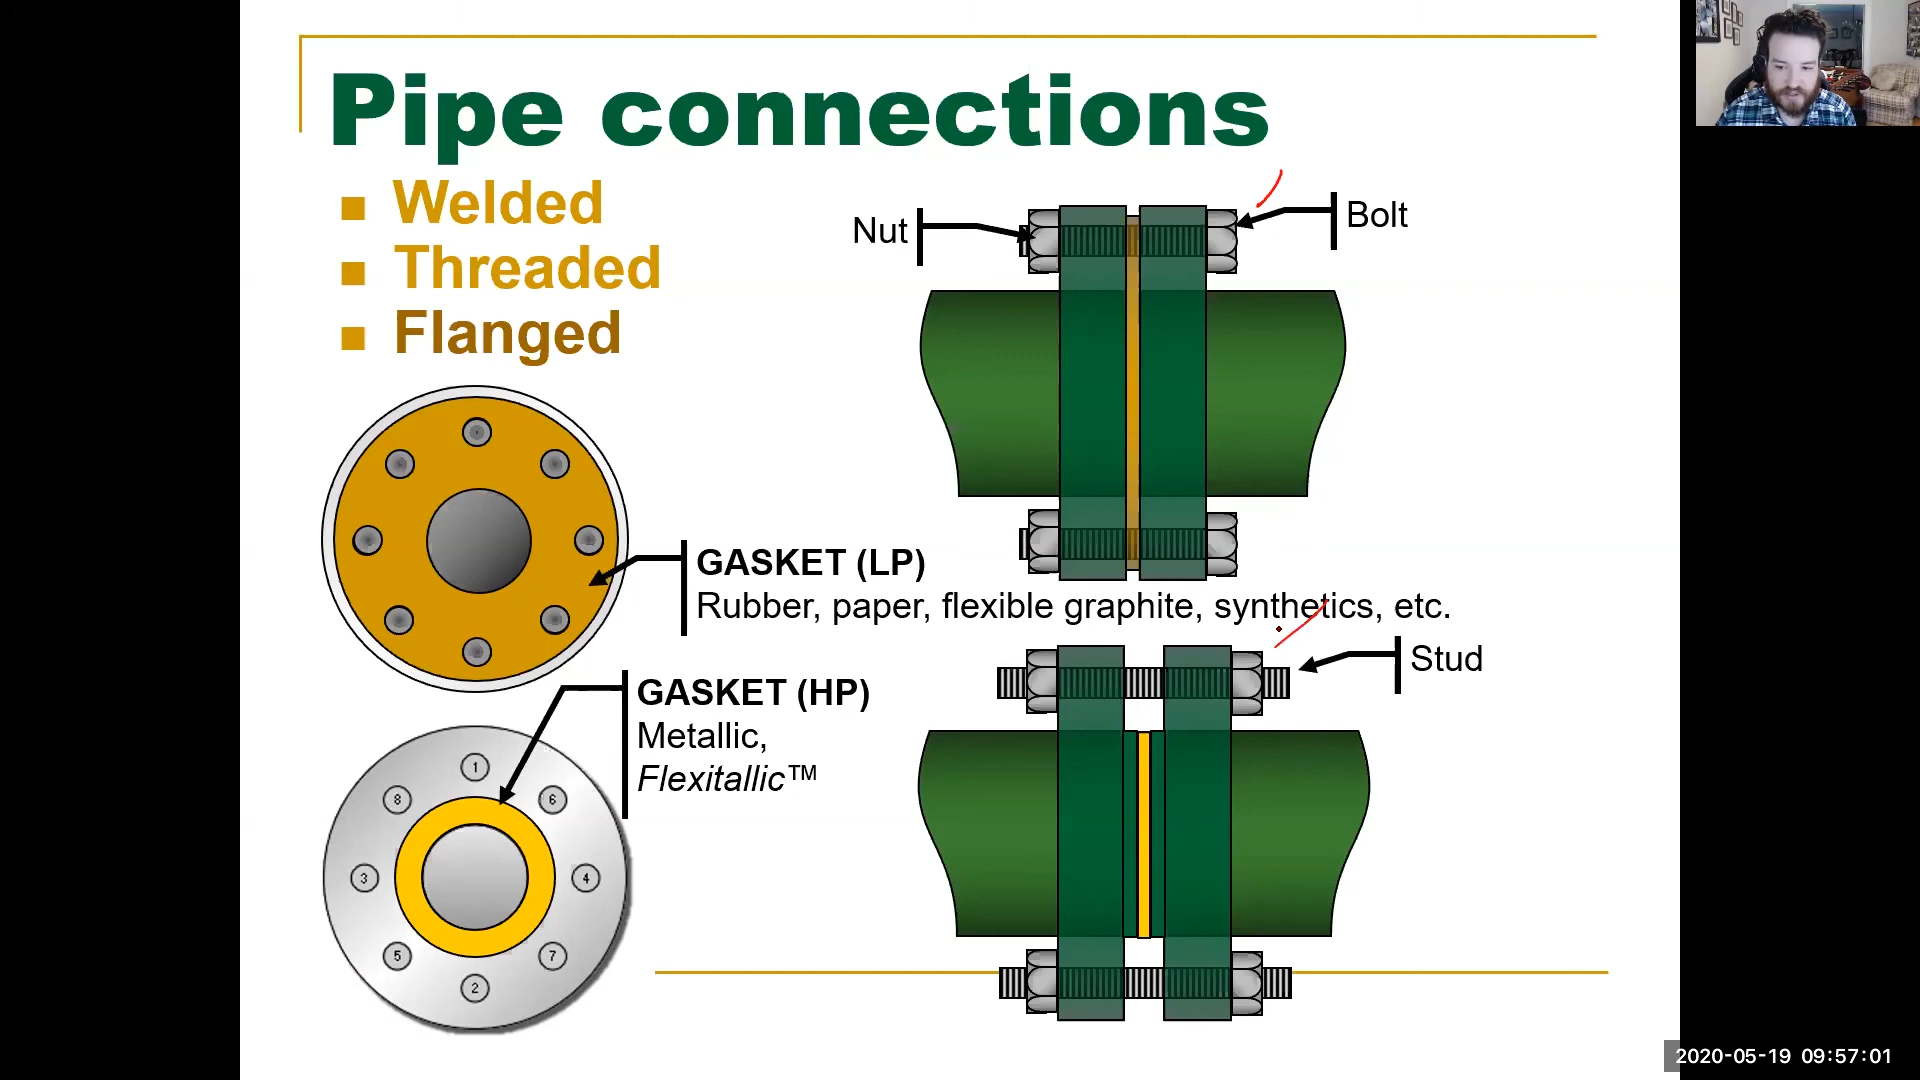 Pipe connections
Welded
Threaded
Flanged
Nut
Bolt
GASKET (LP)
Rubber, paper, flexible graphite, synthetics, etc.
Stud
GASKET (HP)
Metallic,
Flexitallic™
1
8
6
3
4
5
7
2
2020-05-19 09:57:01